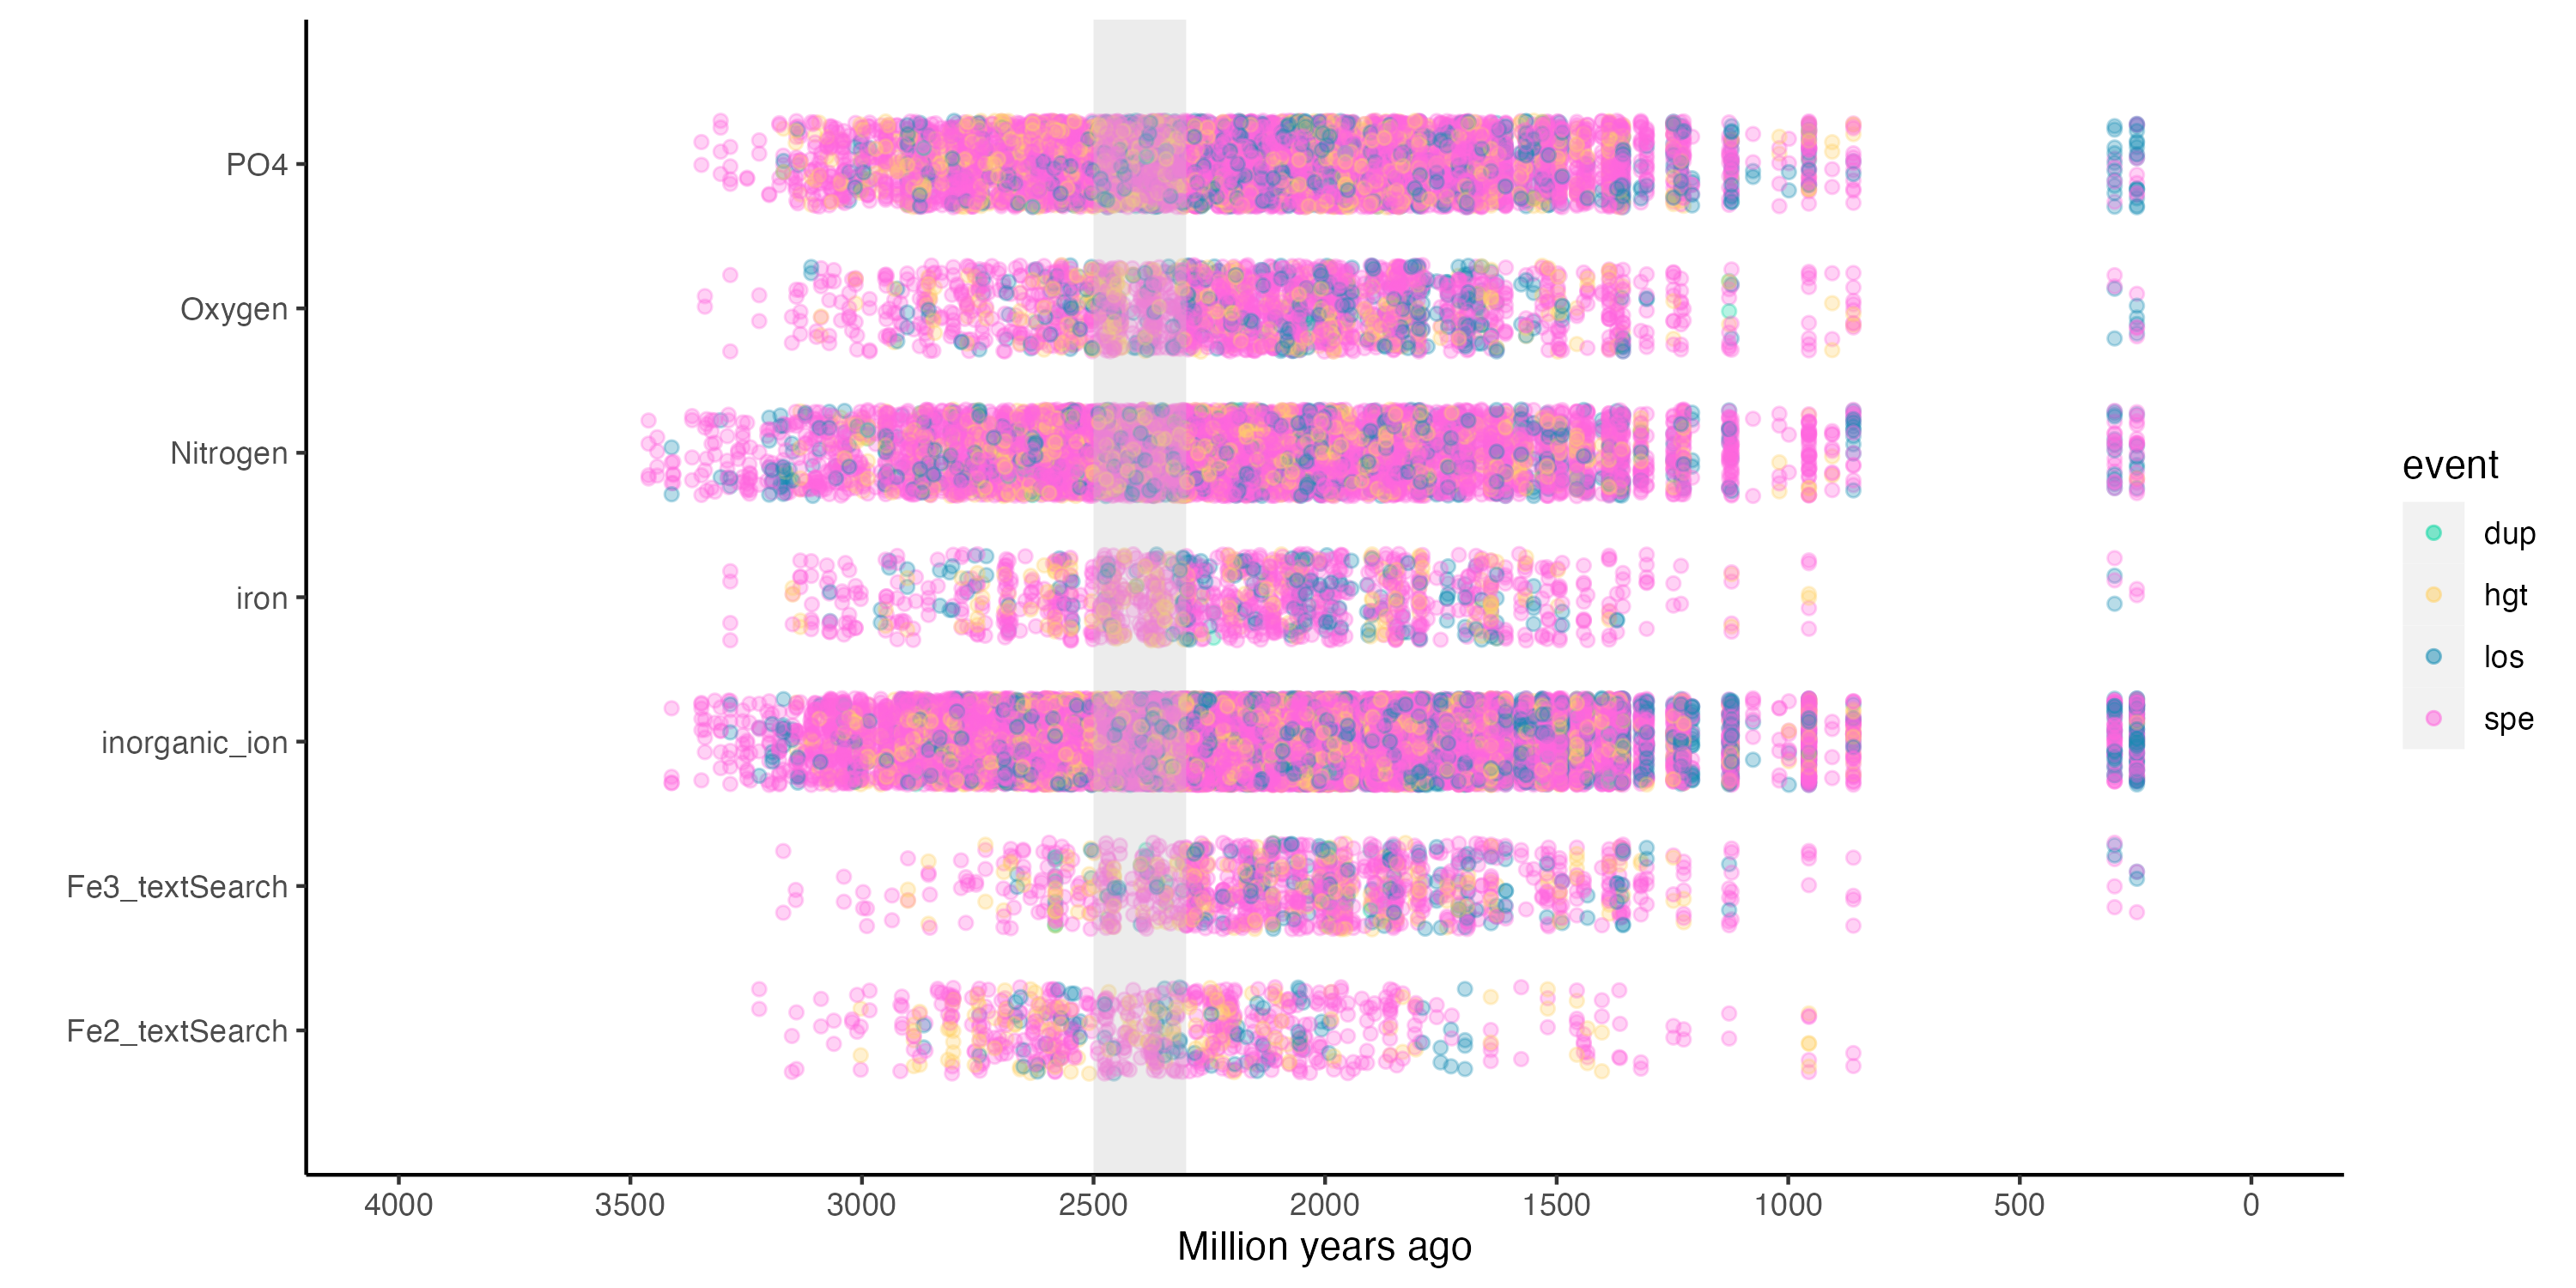 PO4
Oxygen
Nitrogen
iron
inorganic_ion
Fe3_textSearch
Fe2_textSearch
4000 3500 3000 2500 2000 1500 1000 500 0
Million years ago
event
dup
hgt
los
spe